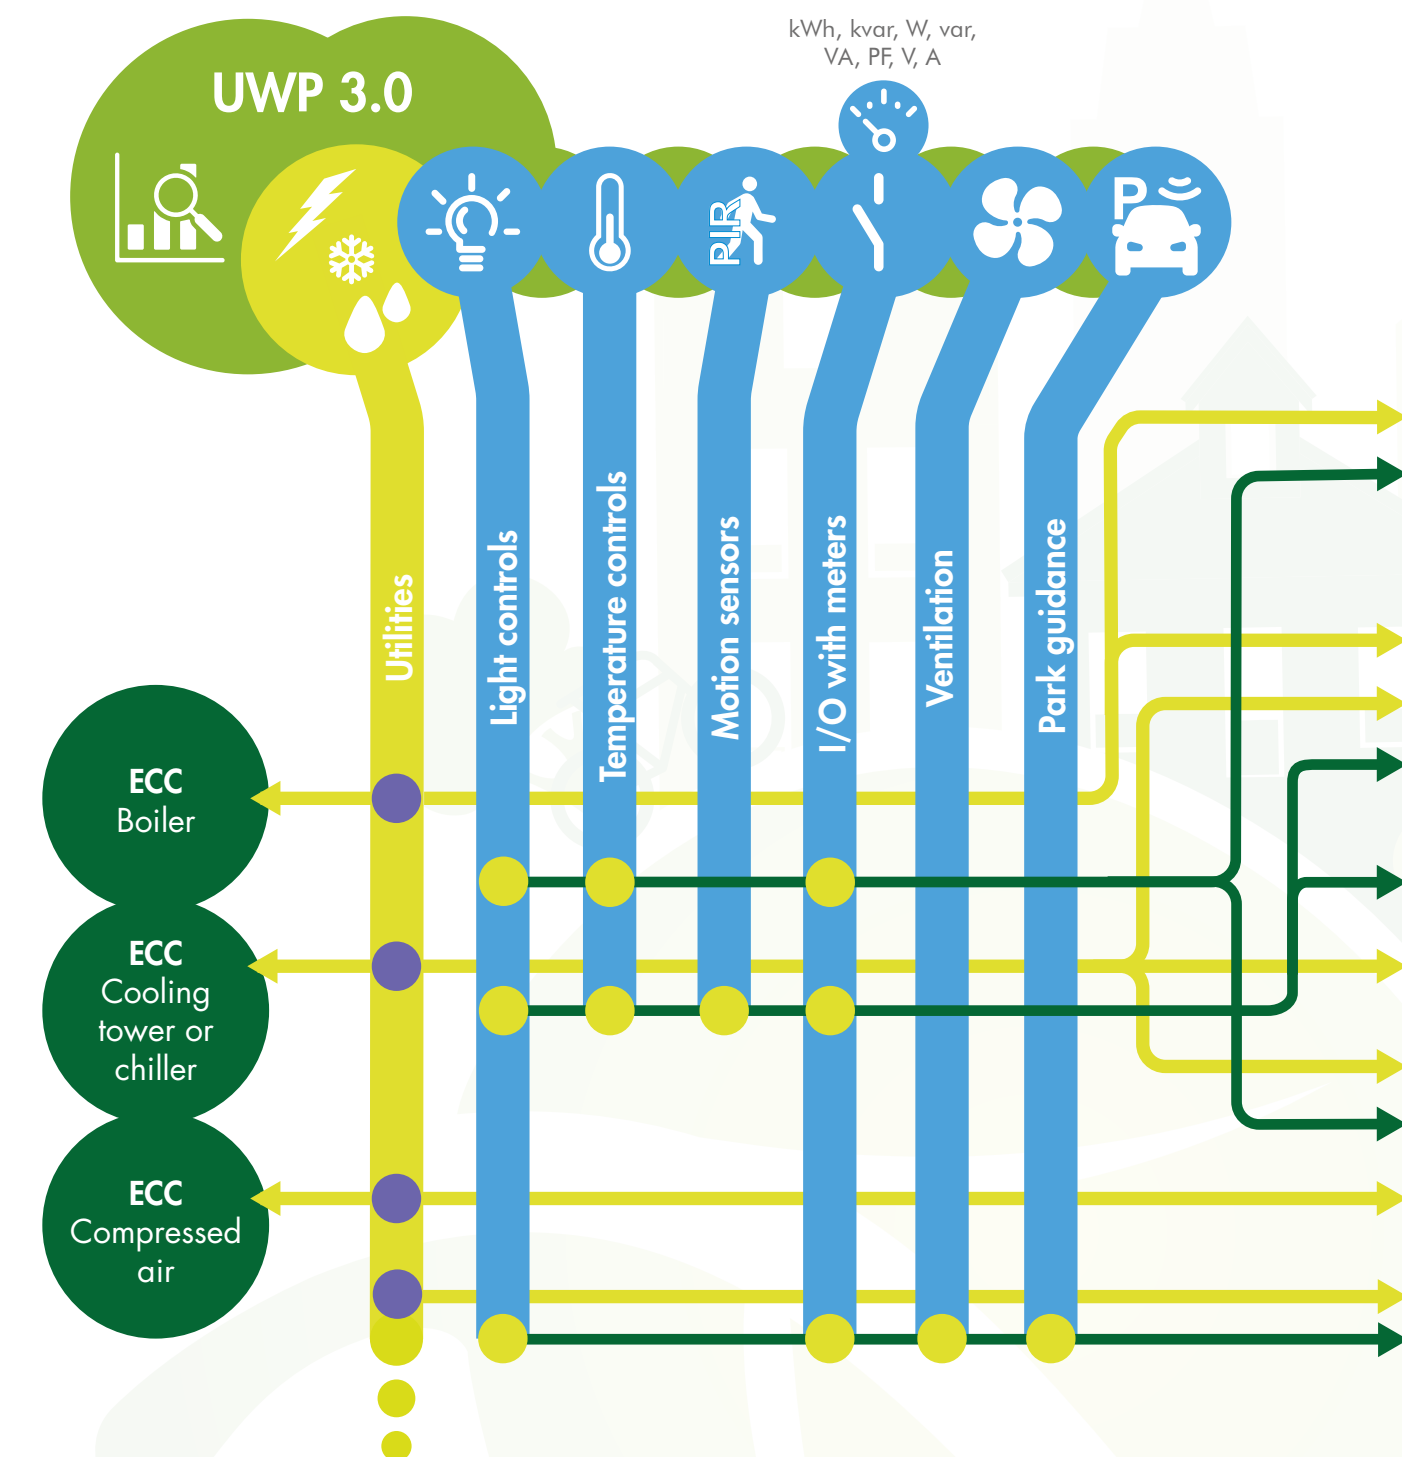 kWh, kvar, W, var,
VA, PF, V, A
UWP 3.0
PIR
P
Utilities
Light controls
Temperature controls
Motion sensors
I/O with meters
Ventilation
Park guidance
ECC
Boiler
ECC
Cooling
tower or
chiller
ECC
Compressed
air